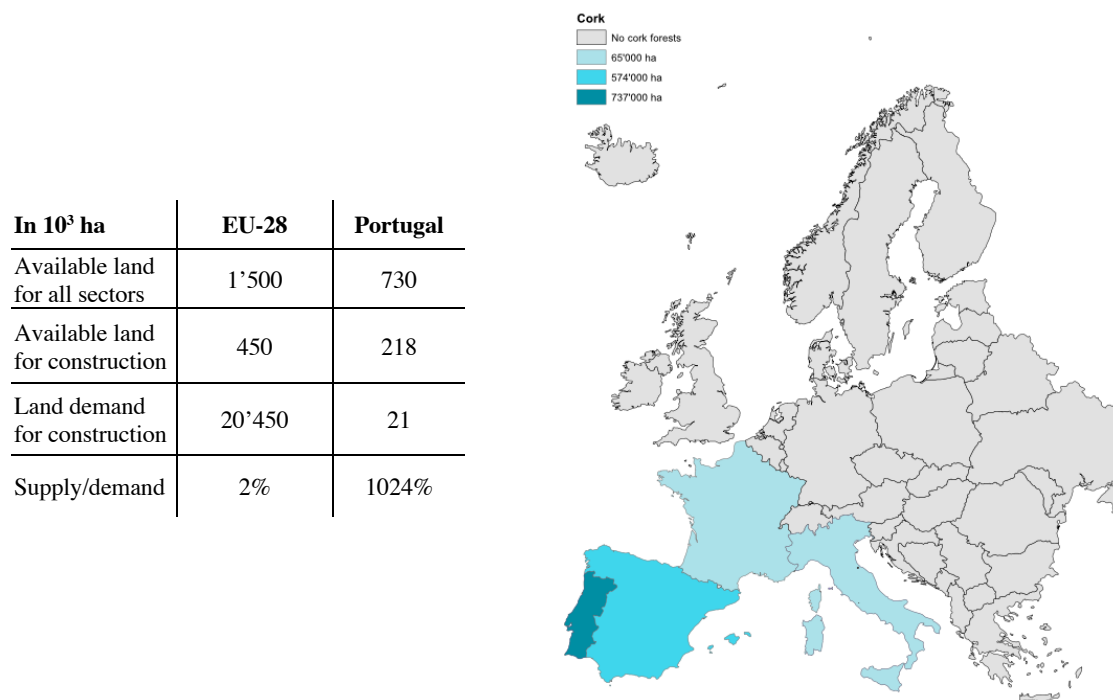 Cork
No cork forests
65'000 ha
574'000 ha
737'000 ha
In 10³ ha EU-28 Portugal
Available land
for all sectors 1’500 730
Available land
for construction 450 218
Land demand
for construction 20’450 21
Supply/demand 2% 1024%